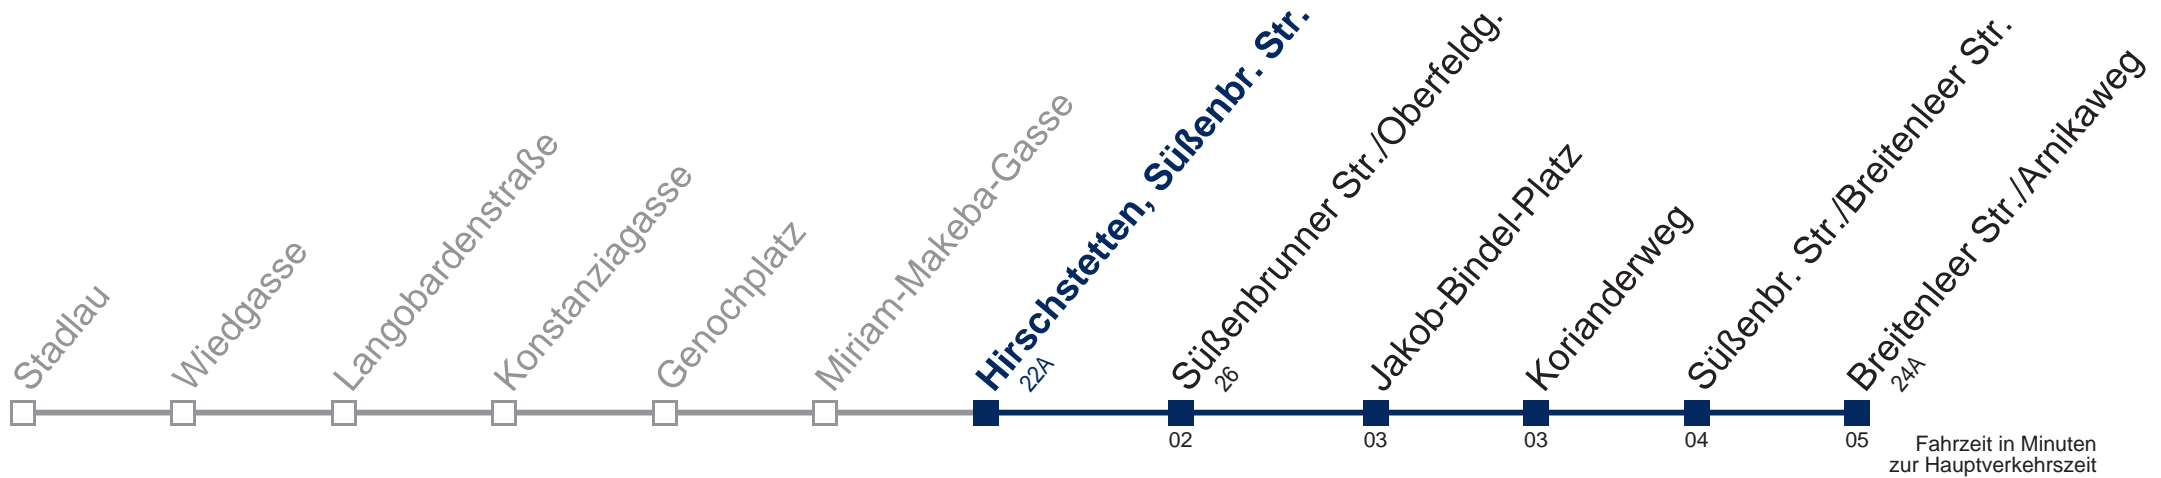 Stadlau
Wiedgasse
Langobardenstraße
Konstanziagasse
Genochplatz
Miriam-Makeba-Gasse
Hirschstetten, Süßenbr. Str.
22A
Süßenbrunner Str./Oberfeldg.
26
Jakob-Bindel-Platz
Korianderweg
Süßenbr. Str./Breitenleer Str.
Breitenleer Str./Arnikaweg
24A
02
03
03
04
05
Fahrzeit in Minuten
zur Hauptverkehrszeit